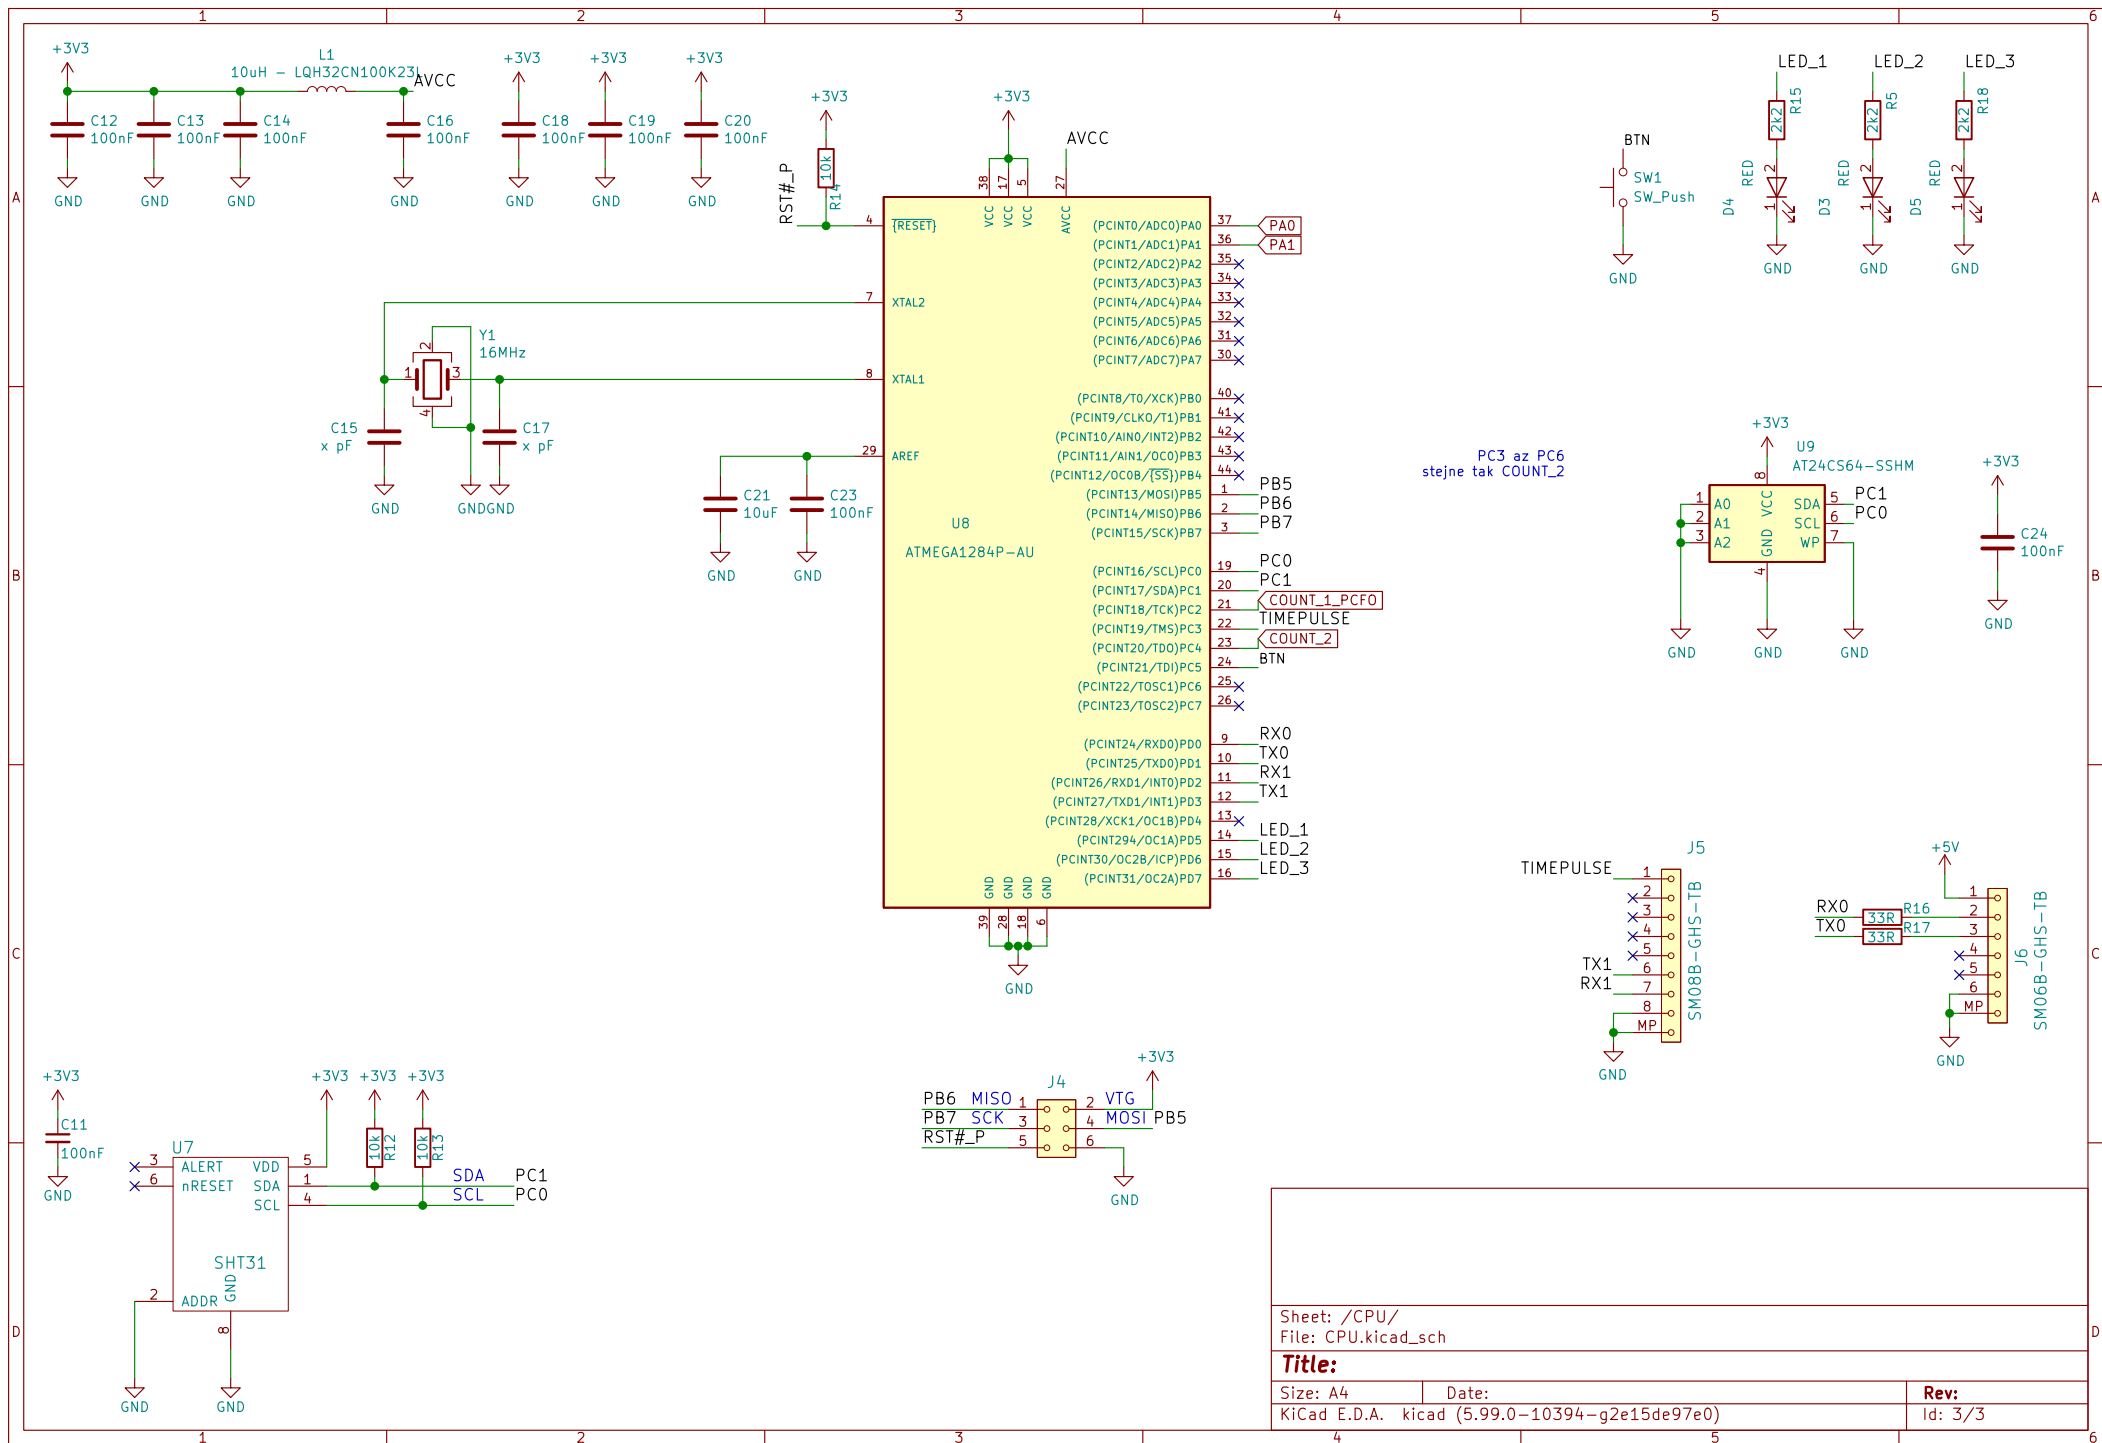 1 2 3 4 5 6
A B C D
+3V3
L1
10uH - LQH32CN100K23L
AVCC
C12
100nF
GND
C13
100nF
GND
C14
100nF
GND
C16
100nF
GND
+3V3
C18
100nF
GND
+3V3
C19
100nF
GND
+3V3
C20
100nF
GND
+3V3
10k
R14
RST#_P
+3V3
AVCC
38 17 5 27
VCC VCC VCC AVCC
4 {RESET}
7 XTAL2
8 XTAL1
29 AREF
U8
ATMEGA1284P-AU
Y1
16MHz
1 2 3 4
C15
x pF
GND
C17
x pF
GNDGND
C21
10uF
GND
C23
100nF
GND
(PCINT0/ADC0)PA0 37 PA0
(PCINT1/ADC1)PA1 36 PA1
(PCINT2/ADC2)PA2 35
(PCINT3/ADC3)PA3 34
(PCINT4/ADC4)PA4 33
(PCINT5/ADC5)PA5 32
(PCINT6/ADC6)PA6 31
(PCINT7/ADC7)PA7 30
(PCINT8/T0/XCK)PB0 40
(PCINT9/CLKO/T1)PB1 41
(PCINT10/AIN0/INT2)PB2 42
(PCINT11/AIN1/OC0)PB3 43
(PCINT12/OC0B/{SS})PB4 44
(PCINT13/MOSI)PB5 1 PB5
(PCINT14/MISO)PB6 2 PB6
(PCINT15/SCK)PB7 3 PB7
(PCINT16/SCL)PC0 19 PC0
(PCINT17/SDA)PC1 20 PC1
(PCINT18/TCK)PC2 21 COUNT_1_PCFO
(PCINT19/TMS)PC3 22 TIMEPULSE
(PCINT20/TDO)PC4 23 COUNT_2
(PCINT21/TDI)PC5 24 BTN
(PCINT22/TOSC1)PC6 25
(PCINT23/TOSC2)PC7 26
(PCINT24/RXD0)PD0 9 RX0
(PCINT25/TXD0)PD1 10 TX0
(PCINT26/RXD1/INT0)PD2 11 RX1
(PCINT27/TXD1/INT1)PD3 12 TX1
(PCINT28/XCK1/OC1B)PD4 13
(PCINT294/OC1A)PD5 14 LED_1
(PCINT30/OC2B/ICP)PD6 15 LED_2
(PCINT31/OC2A)PD7 16 LED_3
GND GND GND GND
39 28 18 6
GND
BTN
SW1
SW_Push
GND
LED_1
2k2
R15
RED
2
1
D4
GND
LED_2
2k2
R5
RED
2
1
D3
GND
LED_3
2k2
R18
RED
2
1
D5
GND
PC3 az PC6
stejne tak COUNT_2
+3V3
U9
AT24CS64-SSHM
8
1 A0 VCC SDA 5 PC1
2 A1 SCL 6 PC0
3 A2 GND WP 7
4
GND
GND
GND
+3V3
C24
100nF
GND
J5
SM08B-GHS-TB
TIMEPULSE 1
2
3
4
5
TX1 6
RX1 7
8
MP
GND
+5V
1
RX0 33R R16 2
TX0 33R R17 3
4
5
6
MP
J6
SM06B-GHS-TB
GND
+3V3
J4
PB6 MISO 1 2 VTG
PB7 SCK 3 4 MOSI PB5
RST#_P 5 6
GND
+3V3
C11
100nF
GND
+3V3 +3V3 +3V3
10k
R12
10k
R13
U7
3 ALERT VDD 5
6 nRESET SDA 1 SDA PC1
SCL 4 SCL PC0
SHT31
2 ADDR GND
8
GND
GND
Sheet: /CPU/
File: CPU.kicad_sch
Title:
Size: A4 Date: Rev:
KiCad E.D.A. kicad (5.99.0-10394-g2e15de97e0) Id: 3/3
A B C D
1 2 3 4 5 6